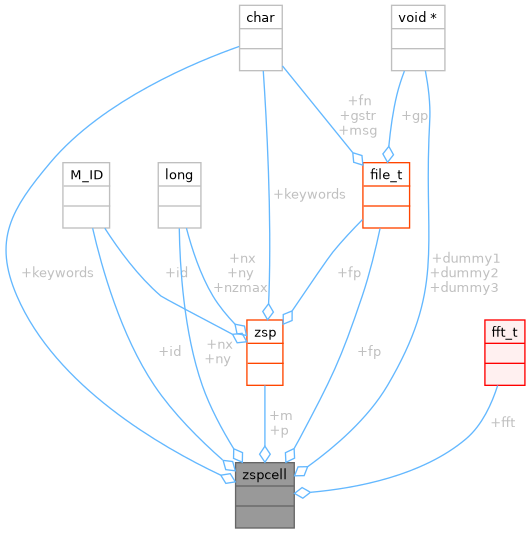 char
void *
+fn
+gstr
+msg
+gp
M_ID
long
file_t
+keywords
+dummy1
+dummy2
+dummy3
+keywords
+id
+nx
+ny
+nzmax
+fp
zsp
fft_t
+id
+nx
+ny
+fp
+m
+p
+fft
zspcell